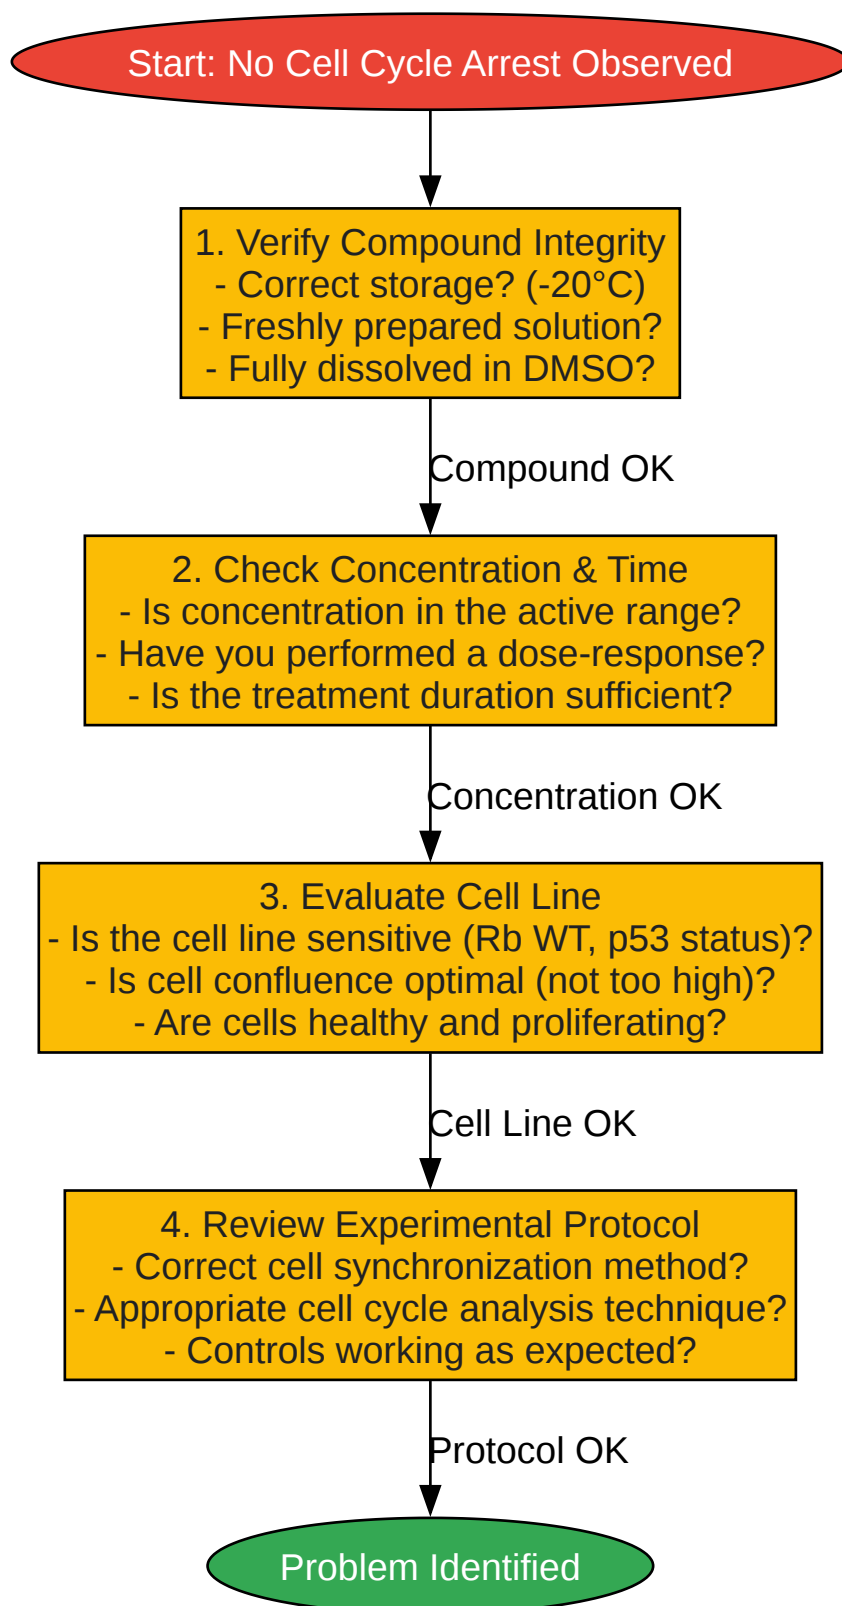 Start: No Cell Cycle Arrest Observed
1. Verify Compound Integrity
- Correct storage? (-20°C)
- Freshly prepared solution?
- Fully dissolved in DMSO?
Compound OK
2. Check Concentration & Time
- Is concentration in the active range?
- Have you performed a dose-response?
- Is the treatment duration sufficient?
Concentration OK
3. Evaluate Cell Line
- Is the cell line sensitive (Rb WT, p53 status)?
- Is cell confluence optimal (not too high)?
- Are cells healthy and proliferating?
Cell Line OK
4. Review Experimental Protocol
- Correct cell synchronization method?
- Appropriate cell cycle analysis technique?
- Controls working as expected?
Protocol OK
Problem Identified